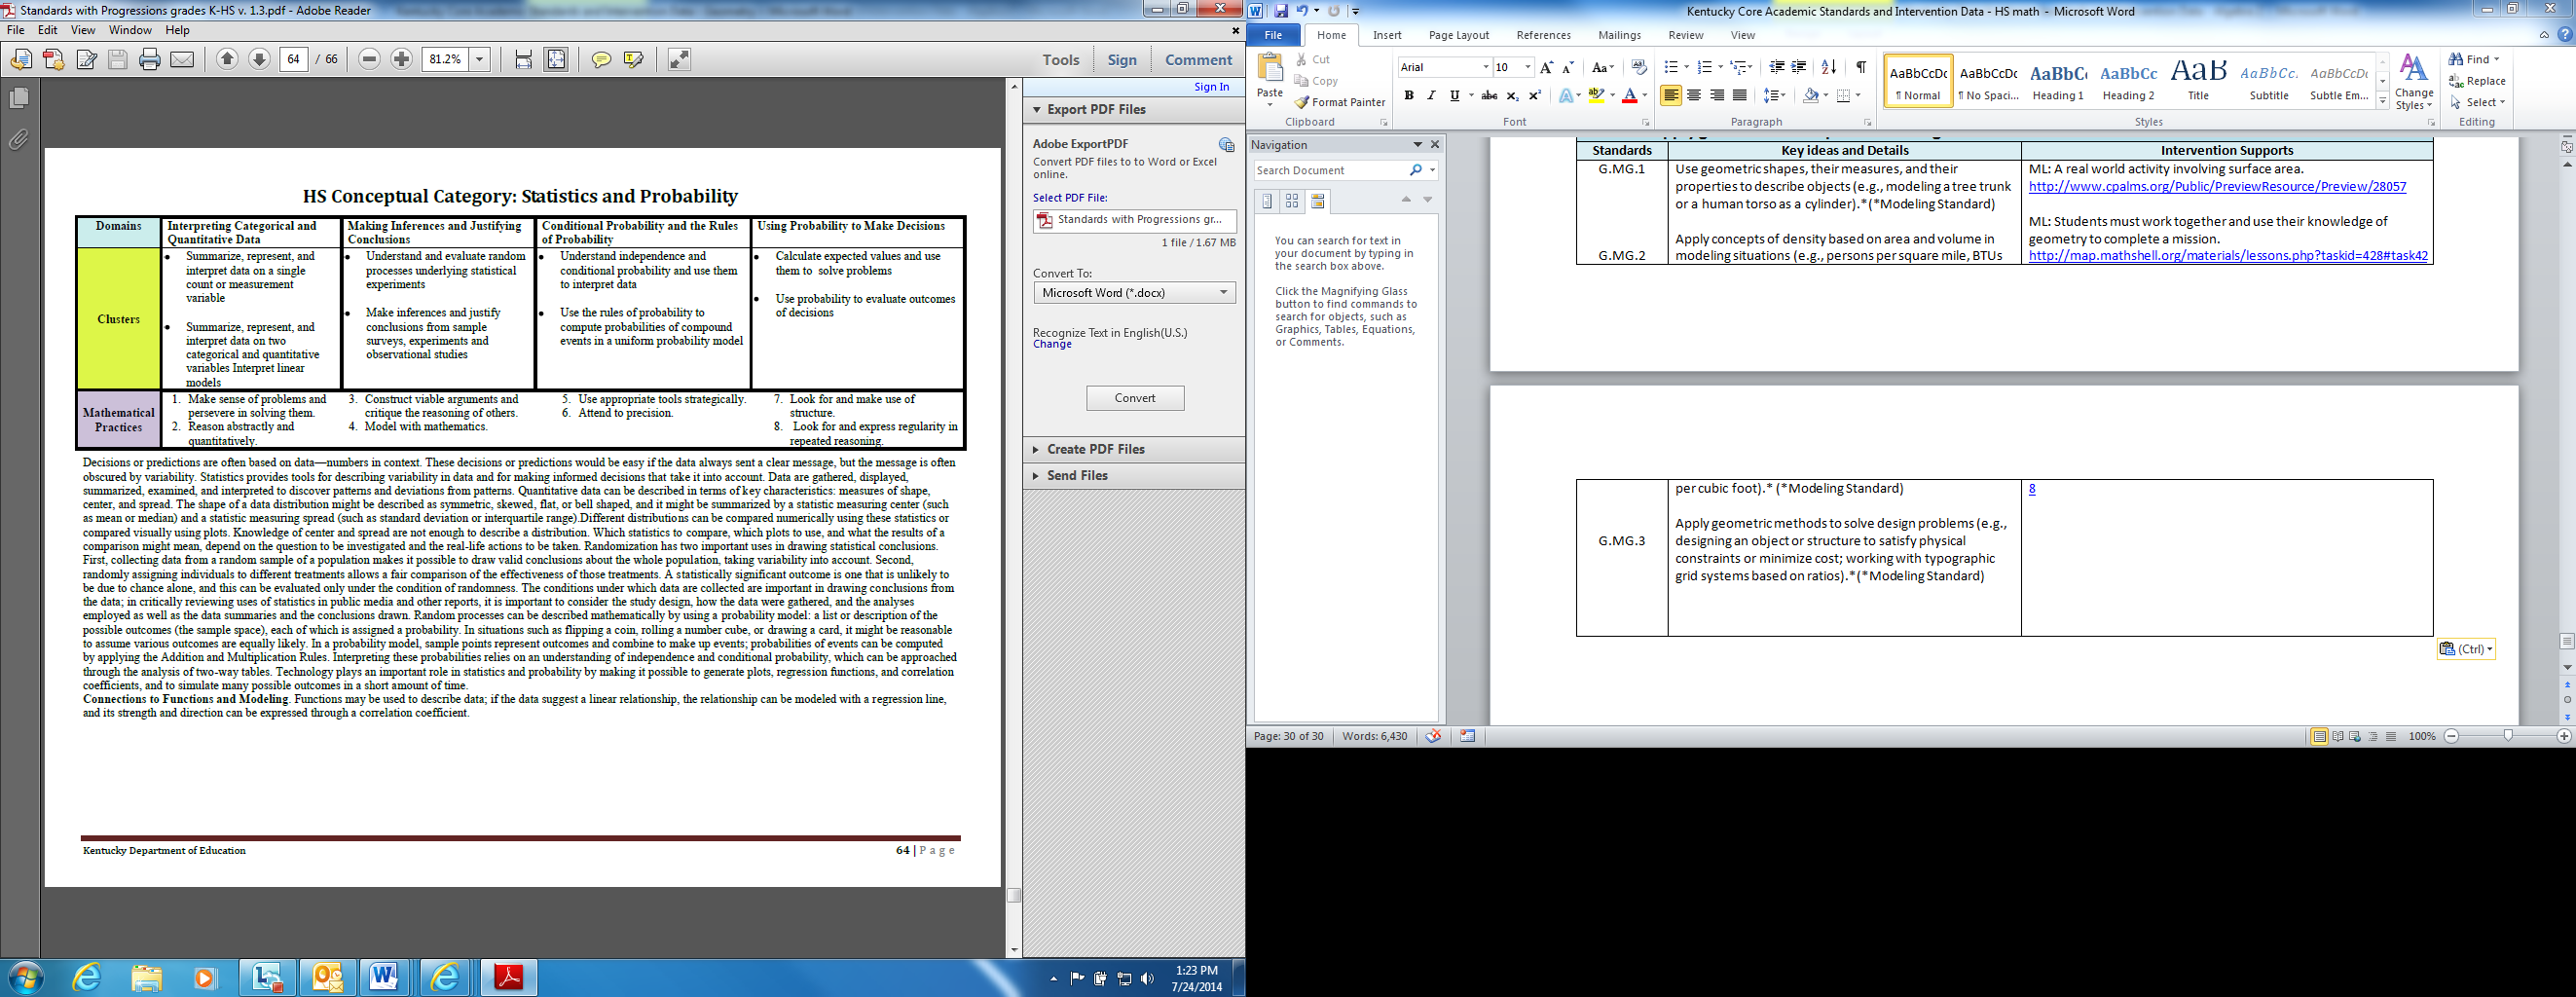 Standards with Progressions grades K-HS v. 1.3.pdf - Adobe Reader
File Edit View Window Help
64 / 66 81.2% Tools Sign Comment
Sign In
Export PDF Files
Adobe ExportPDF
Convert PDF files to to Word or Excel
online.
Select PDF File:
Standards with Progressions gr...
1 file / 1.67 MB
Convert To:
Microsoft Word (*.docx)
Recognize Text in English(U.S.)
Change
Convert
Create PDF Files
Send Files
HS Conceptual Category: Statistics and Probability
Domains
Interpreting Categorical and
Quantitative Data
Making Inferences and Justifying
Conclusions
Conditional Probability and the Rules
of Probability
Using Probability to Make Decisions
Clusters
• Summarize, represent, and
interpret data on a single
count or measurement
variable
• Summarize, represent, and
interpret data on two
categorical and quantitative
variables Interpret linear
models
• Understand and evaluate random
processes underlying statistical
experiments
• Make inferences and justify
conclusions from sample
surveys, experiments and
observational studies
• Understand independence and
conditional probability and use them
to interpret data
• Use the rules of probability to
compute probabilities of compound
events in a uniform probability model
• Calculate expected values and use
them to solve problems
• Use probability to evaluate outcomes
of decisions
Mathematical
Practices
1. Make sense of problems and
persevere in solving them.
2. Reason abstractly and
quantitatively.
3. Construct viable arguments and
critique the reasoning of others.
4. Model with mathematics.
5. Use appropriate tools strategically.
6. Attend to precision.
7. Look for and make use of
structure.
8. Look for and express regularity in
repeated reasoning.
Decisions or predictions are often based on data—numbers in context. These decisions or predictions would be easy if the data always sent a clear message, but the message is often
obscured by variability. Statistics provides tools for describing variability in data and for making informed decisions that take it into account. Data are gathered, displayed,
summarized, examined, and interpreted to discover patterns and deviations from patterns. Quantitative data can be described in terms of key characteristics: measures of shape,
center, and spread. The shape of a data distribution might be described as symmetric, skewed, flat, or bell shaped, and it might be summarized by a statistic measuring center (such
as mean or median) and a statistic measuring spread (such as standard deviation or interquartile range).Different distributions can be compared numerically using these statistics or
compared visually using plots. Knowledge of center and spread are not enough to describe a distribution. Which statistics to compare, which plots to use, and what the results of a
comparison might mean, depend on the question to be investigated and the real-life actions to be taken. Randomization has two important uses in drawing statistical conclusions.
First, collecting data from a random sample of a population makes it possible to draw valid conclusions about the whole population, taking variability into account. Second,
randomly assigning individuals to different treatments allows a fair comparison of the effectiveness of those treatments. A statistically significant outcome is one that is unlikely to
be due to chance alone, and this can be evaluated only under the condition of randomness. The conditions under which data are collected are important in drawing conclusions from
the data; in critically reviewing uses of statistics in public media and other reports, it is important to consider the study design, how the data were gathered, and the analyses
employed as well as the data summaries and the conclusions drawn. Random processes can be described mathematically by using a probability model: a list or description of the
possible outcomes (the sample space), each of which is assigned a probability. In situations such as flipping a coin, rolling a number cube, or drawing a card, it might be reasonable
to assume various outcomes are equally likely. In a probability model, sample points represent outcomes and combine to make up events; probabilities of events can be computed
by applying the Addition and Multiplication Rules. Interpreting these probabilities relies on an understanding of independence and conditional probability, which can be approached
through the analysis of two-way tables. Technology plays an important role in statistics and probability by making it possible to generate plots, regression functions, and correlation
coefficients, and to simulate many possible outcomes in a short amount of time.
Connections to Functions and Modeling. Functions may be used to describe data; if the data suggest a linear relationship, the relationship can be modeled with a regression line,
and its strength and direction can be expressed through a correlation coefficient.
Kentucky Department of Education
64 | Page
1:23 PM
7/24/2014
Kentucky Core Academic Standards and Intervention Data - HS math - Microsoft Word
File Home Insert Page Layout References Mailings Review View
Paste
Cut
Copy
Format Painter
Clipboard
Arial 10
Font
Paragraph
AaBbCcDc AaBbCcDc AaBbC AaBbCc AaB AaBbCc. AaBbCcDc
¶ Normal ¶ No Spaci... Heading 1 Heading 2 Title Subtitle Subtle Em...
Change
Styles
Styles
Find
Replace
Select
Editing
Navigation
Search Document
You can search for text in
your document by typing in
the search box above.
Click the Magnifying Glass
button to find commands to
search for objects, such as
Graphics, Tables, Equations,
or Comments.
Standards Key ideas and Details Intervention Supports
G.MG.1
Use geometric shapes, their measures, and their
properties to describe objects (e.g., modeling a tree trunk
or a human torso as a cylinder).*(*Modeling Standard)
G.MG.2
Apply concepts of density based on area and volume in
modeling situations (e.g., persons per square mile, BTUs
ML: A real world activity involving surface area.
http://www.cpalms.org/Public/PreviewResource/Preview/28057
ML: Students must work together and use their knowledge of
geometry to complete a mission.
http://map.mathshell.org/materials/lessons.php?taskid=428#task42
per cubic foot).* (*Modeling Standard)
8
G.MG.3
Apply geometric methods to solve design problems (e.g.,
designing an object or structure to satisfy physical
constraints or minimize cost; working with typographic
grid systems based on ratios).*(*Modeling Standard)
(Ctrl)
Page: 30 of 30 Words: 6,430 100%